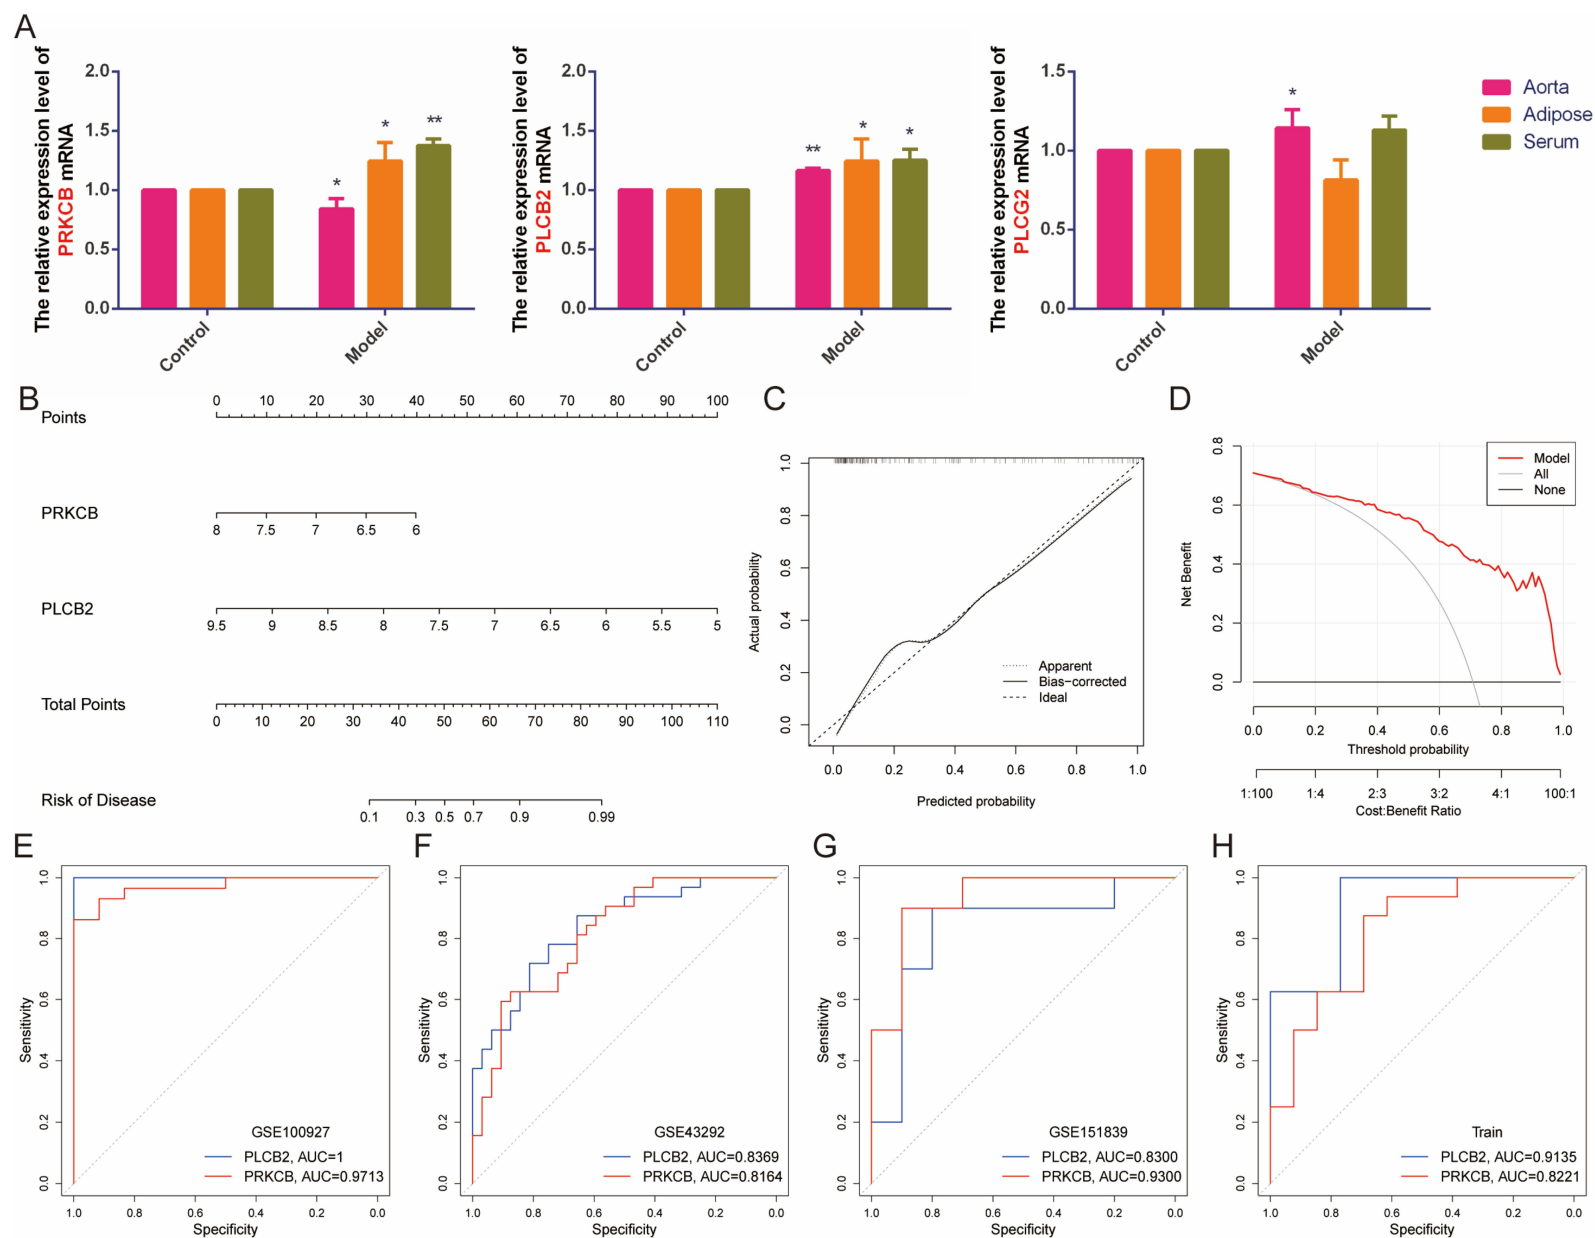 A
The relative expression level of
PRKCB mRNA
2.0
1.5
1.0
0.5
0.0
*
*
**
Control
Model
The relative expression level of
PLCB2 mRNA
2.0
1.5
1.0
0.5
0.0
**
*
*
Control
Model
The relative expression level of
PLCG2 mRNA
1.5
1.0
0.5
0.0
*
Control
Model
Aorta
Adipose
Serum
B
Points
0 10 20 30 40 50 60 70 80 90 100
PRKCB
8 7.5 7 6.5 6
PLCB2
9.5 9 8.5 8 7.5 7 6.5 6 5.5 5
Total Points
0 10 20 30 40 50 60 70 80 90 100 110
Risk of Disease
0.1 0.3 0.5 0.7 0.9 0.99
C
Actual probability
1.0
0.8
0.6
0.4
0.2
0.0
Apparent
Bias-corrected
Ideal
0.0 0.2 0.4 0.6 0.8 1.0
Predicted probability
D
Net Benefit
0.8
0.6
0.4
0.2
0.0
Model
All
None
0.0 0.2 0.4 0.6 0.8 1.0
Threshold probability
1:100 1:4 2:3 3:2 4:1 100:1
Cost:Benefit Ratio
E
Sensitivity
1.0
0.8
0.6
0.4
0.2
0.0
GSE100927
PLCB2, AUC=1
PRKCB, AUC=0.9713
1.0 0.8 0.6 0.4 0.2 0.0
Specificity
F
Sensitivity
1.0
0.8
0.6
0.4
0.2
0.0
GSE43292
PLCB2, AUC=0.8369
PRKCB, AUC=0.8164
1.0 0.8 0.6 0.4 0.2 0.0
Specificity
G
Sensitivity
1.0
0.8
0.6
0.4
0.2
0.0
GSE151839
PLCB2, AUC=0.8300
PRKCB, AUC=0.9300
1.0 0.8 0.6 0.4 0.2 0.0
Specificity
H
Sensitivity
1.0
0.8
0.6
0.4
0.2
0.0
Train
PLCB2, AUC=0.9135
PRKCB, AUC=0.8221
1.0 0.8 0.6 0.4 0.2 0.0
Specificity